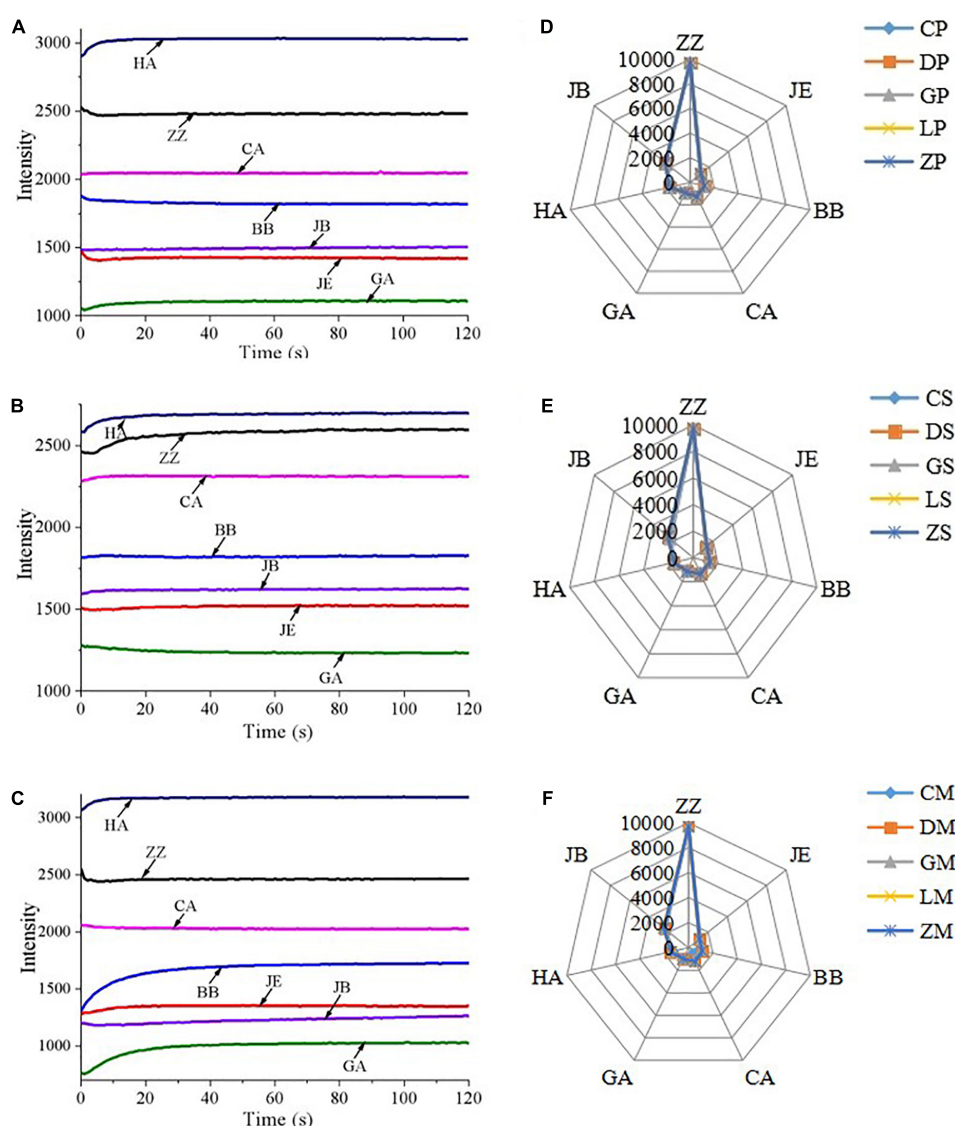 A
Intensity
3000
2500
2000
1500
1000
HA
ZZ
CA
BB
JB
JE
GA
0 20 40 60 80 100 120
Time (s)
D
ZZ
JE
BB
CA
GA
HA
JB
10000
8000
6000
4000
2000
0
CP
DP
GP
LP
ZP
B
Intensity
2500
2000
1500
1000
HA
ZZ
CA
BB
JB
JE
GA
0 20 40 60 80 100 120
Time (s)
E
ZZ
JE
BB
CA
GA
HA
JB
10000
8000
6000
4000
2000
0
CS
DS
GS
LS
ZS
C
Intensity
3000
2500
2000
1500
1000
HA
ZZ
CA
BB
JE
JB
GA
0 20 40 60 80 100 120
Time (s)
F
ZZ
JE
BB
CA
GA
HA
JB
10000
8000
6000
4000
2000
0
CM
DM
GM
LM
ZM